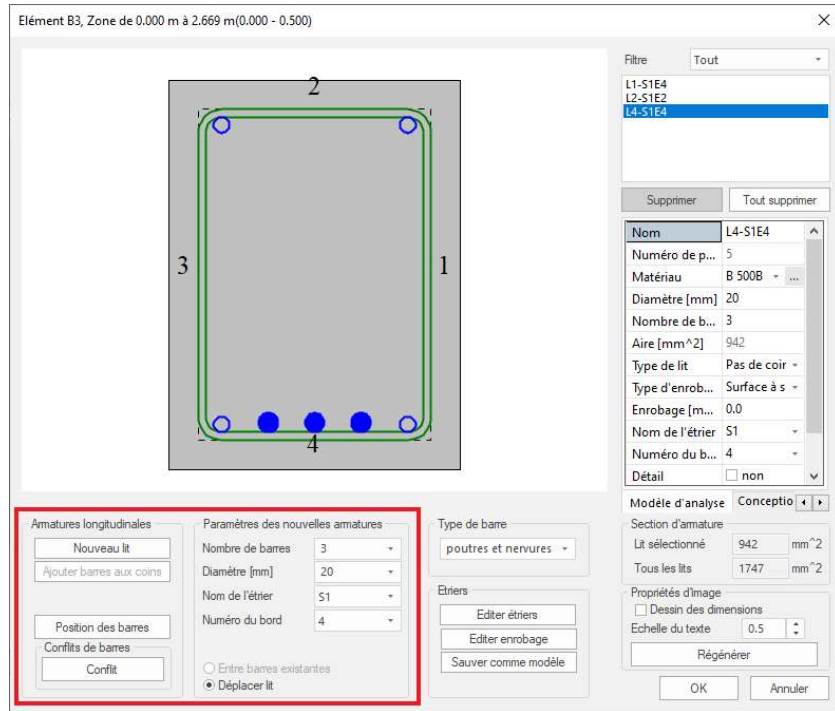 Elément B3, Zone de 0.000 m à 2.669 m(0.000 - 0.500)
2
3
1
4
Filtre
Tout
L1-S1E4
L2-S1E2
L4-S1E4
Supprimer
Tout supprimer
Nom L4-S1E4
Numéro de p... 5
Matériau B 500B ...
Diamètre [mm] 20
Nombre de b... 3
Aire [mm^2] 942
Type de lit Pas de coir
Type d'enrob... Surface à s
Enrobage [m... 0.0
Nom de l'étrier S1
Numéro du b... 4
Détail non
Modèle d'analyse Conceptio
Armatures longitudinales
Nouveau lit
Ajouter barres aux coins
Position des barres
Conflits de barres
Conflit
Paramètres des nouvelles armatures
Nombre de barres 3
Diamètre [mm] 20
Nom de l'étrier S1
Numéro du bord 4
Entre barres existantes
Déplacer lit
Type de barre
poutres et nervures
Etriers
Editer étriers
Editer enrobage
Sauver comme modèle
Section d'armature
Lit sélectionné 942 mm^2
Tous les lits 1747 mm^2
Propriétés d'image
Dessin des dimensions
Echelle du texte 0.5
Régénérer
OK
Annuler